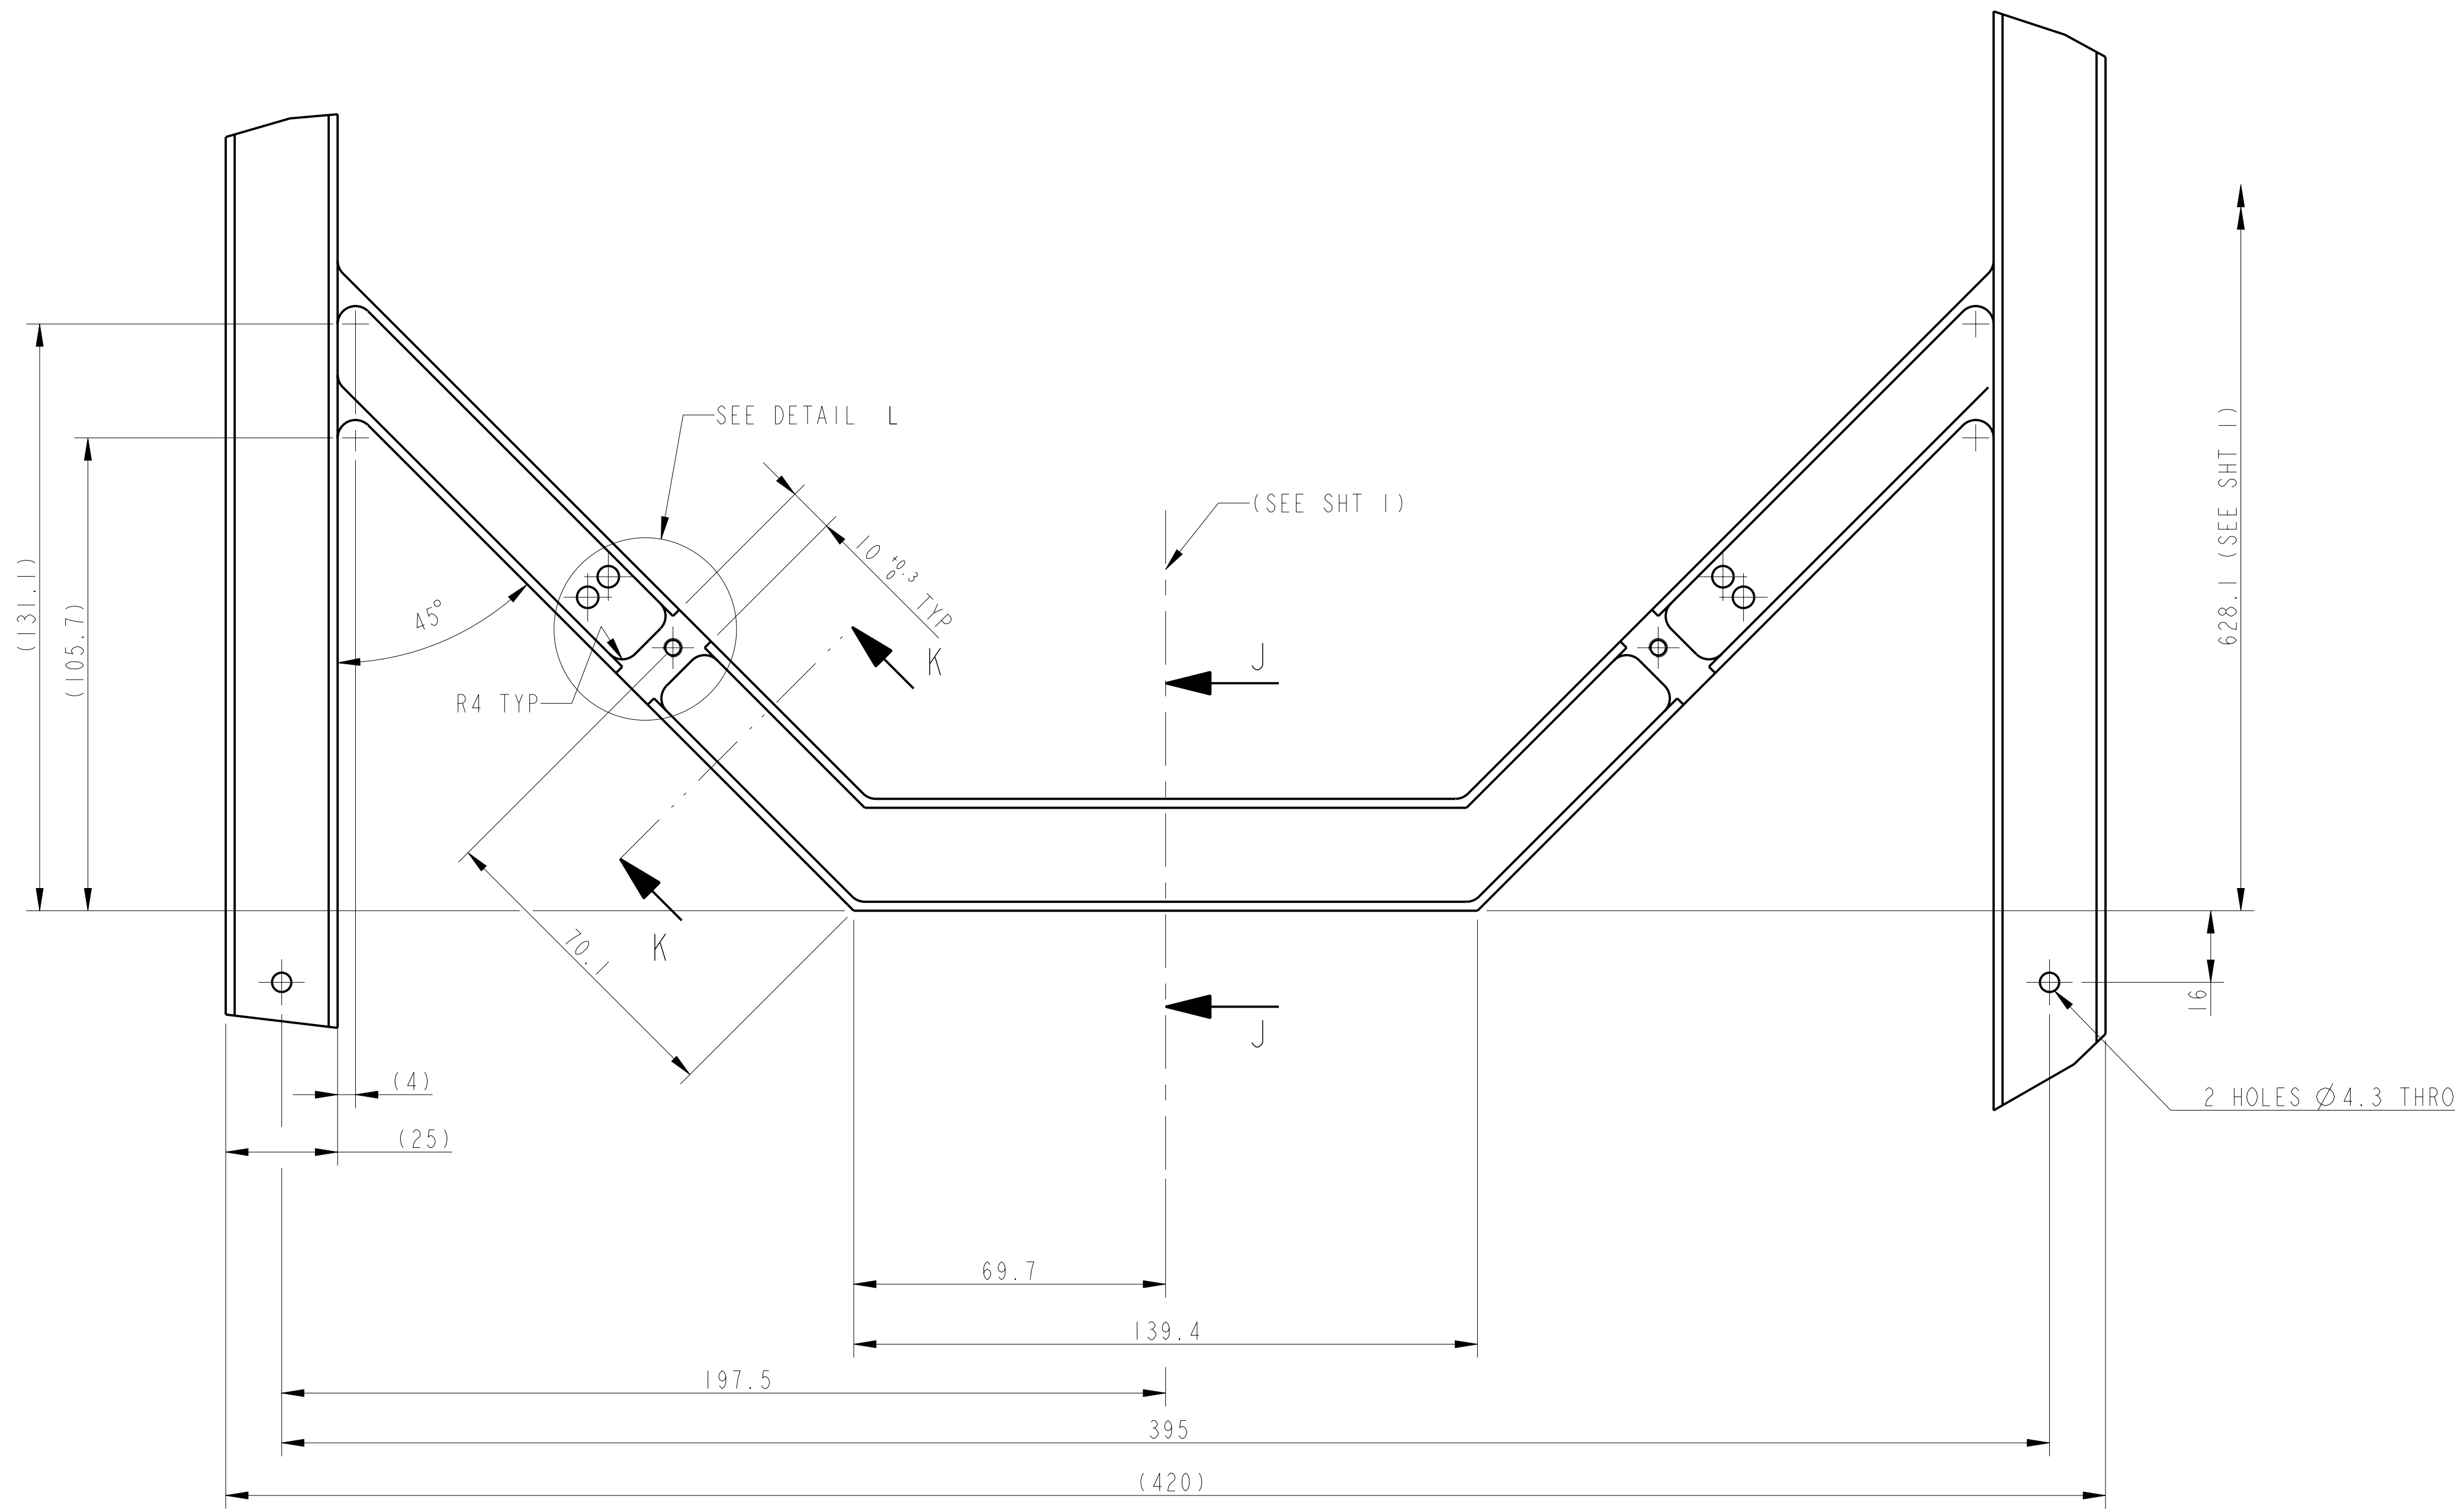 SEE DETAIL L
(SEE SHT 1)
10 +0.3 0 TYP
628.1 (SEE SHT 1)
(131.1)
(105.7)
45°
K
J
R4 TYP
K
70.1
J
16
(4)
2 HOLES Ø4.3 THRO
(25)
69.7
139.4
197.5
395
(420)